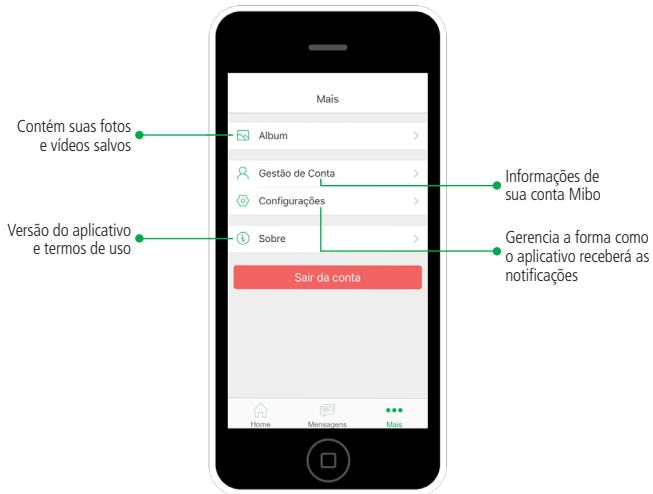 Mais
Contém suas fotos
e vídeos salvos
Album
Gestão de Conta
Informações de
sua conta Mibo
Configurações
Gerencia a forma como
o aplicativo receberá as
notificações
Versão do aplicativo
e termos de uso
Sobre
Sair da conta
Home
Mensagens
Mais